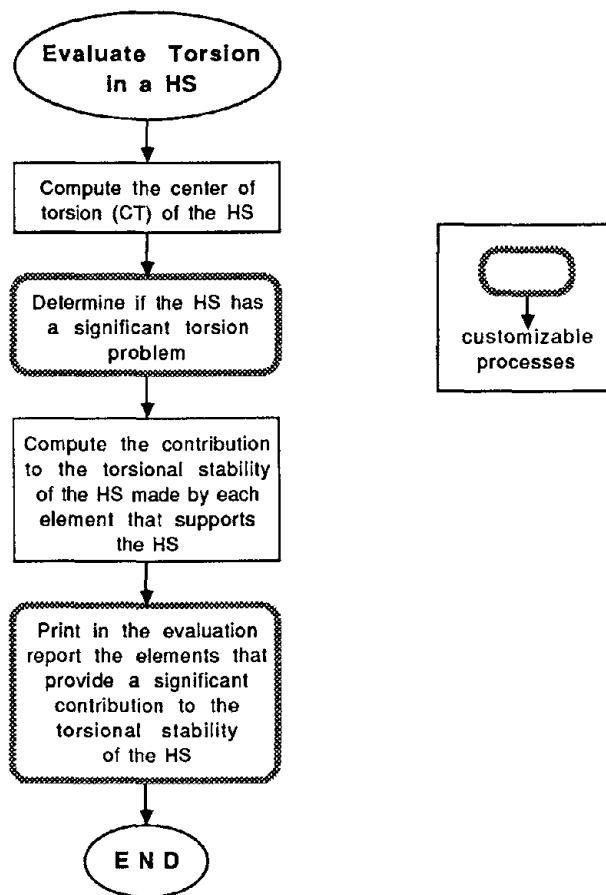 Evaluate Torsion
in a HS
Compute the center of
torsion (CT) of the HS
Determine if the HS has
a significant torsion
problem
Compute the contribution
to the torsional stability
of the HS made by each
element that supports
the HS
Print in the evaluation
report the elements that
provide a significant
contribution to the
torsional stability
of the HS
END
customizable
processes